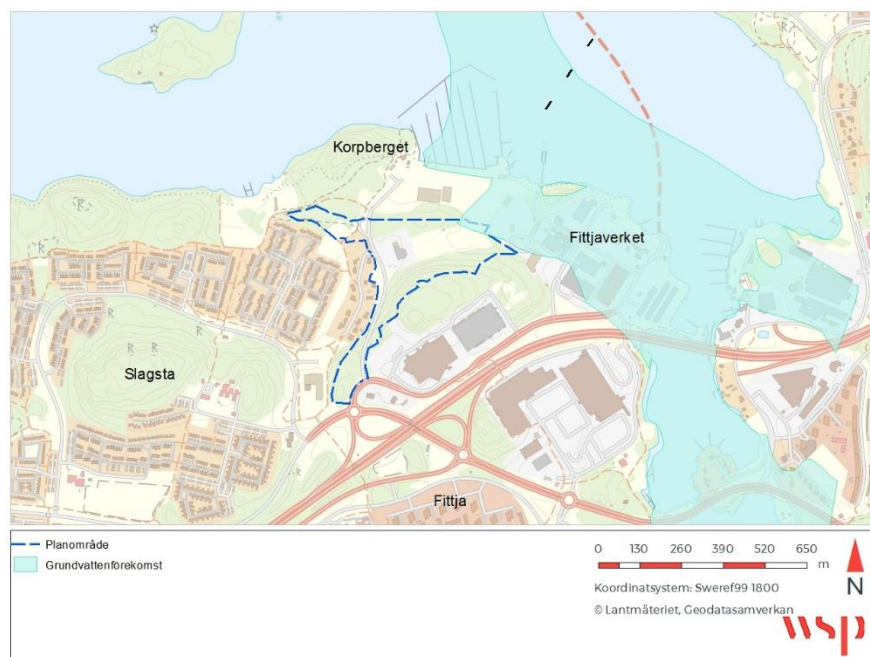 Korpberget
Fittjaverket
Slagsta
Fittja
R
R
R
R
R
R
R
Planområde
Grundvattenförekomst
0 130 260 390 520 650
m
Koordinatsystem: Sweref99 1800
© Lantmäteriet, Geodatasamverkan
N
wsp